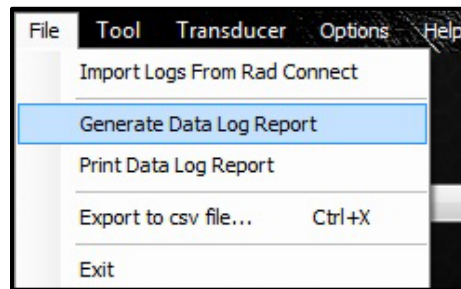 File Tool Transducer Options Help
Import Logs From Rad Connect
Generate Data Log Report
Print Data Log Report
Export to csv file... Ctrl+X
Exit